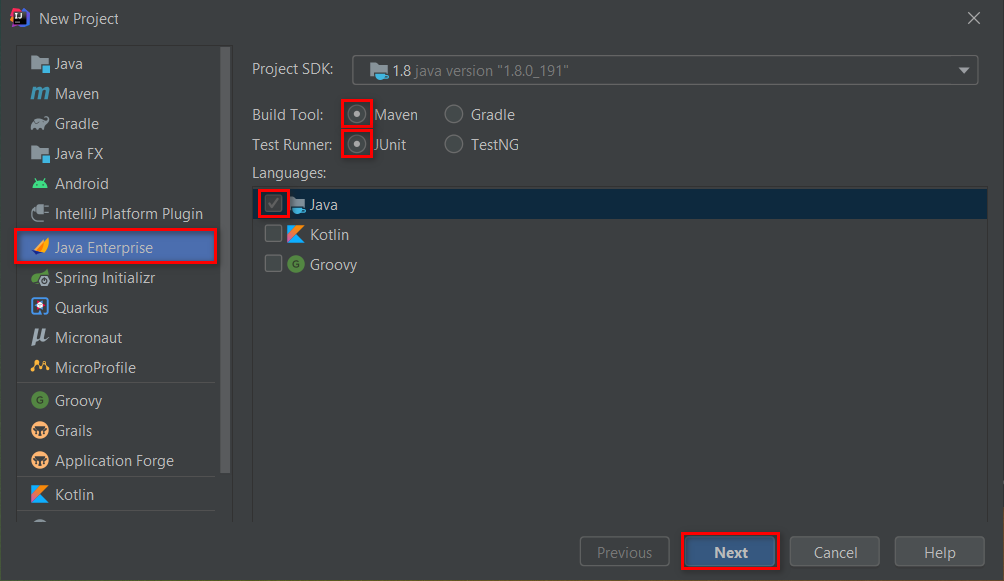 New Project
Java
Maven
Gradle
Java FX
Android
IntelliJ Platform Plugin
Java Enterprise
Spring Initializr
Quarkus
Micronaut
MicroProfile
Groovy
Grails
Application Forge
Kotlin
Project SDK: 1.8 java version "1.8.0_191"
Build Tool: Maven Gradle
Test Runner: JUnit TestNG
Languages:
Java
Kotlin
Groovy
Previous Next Cancel Help